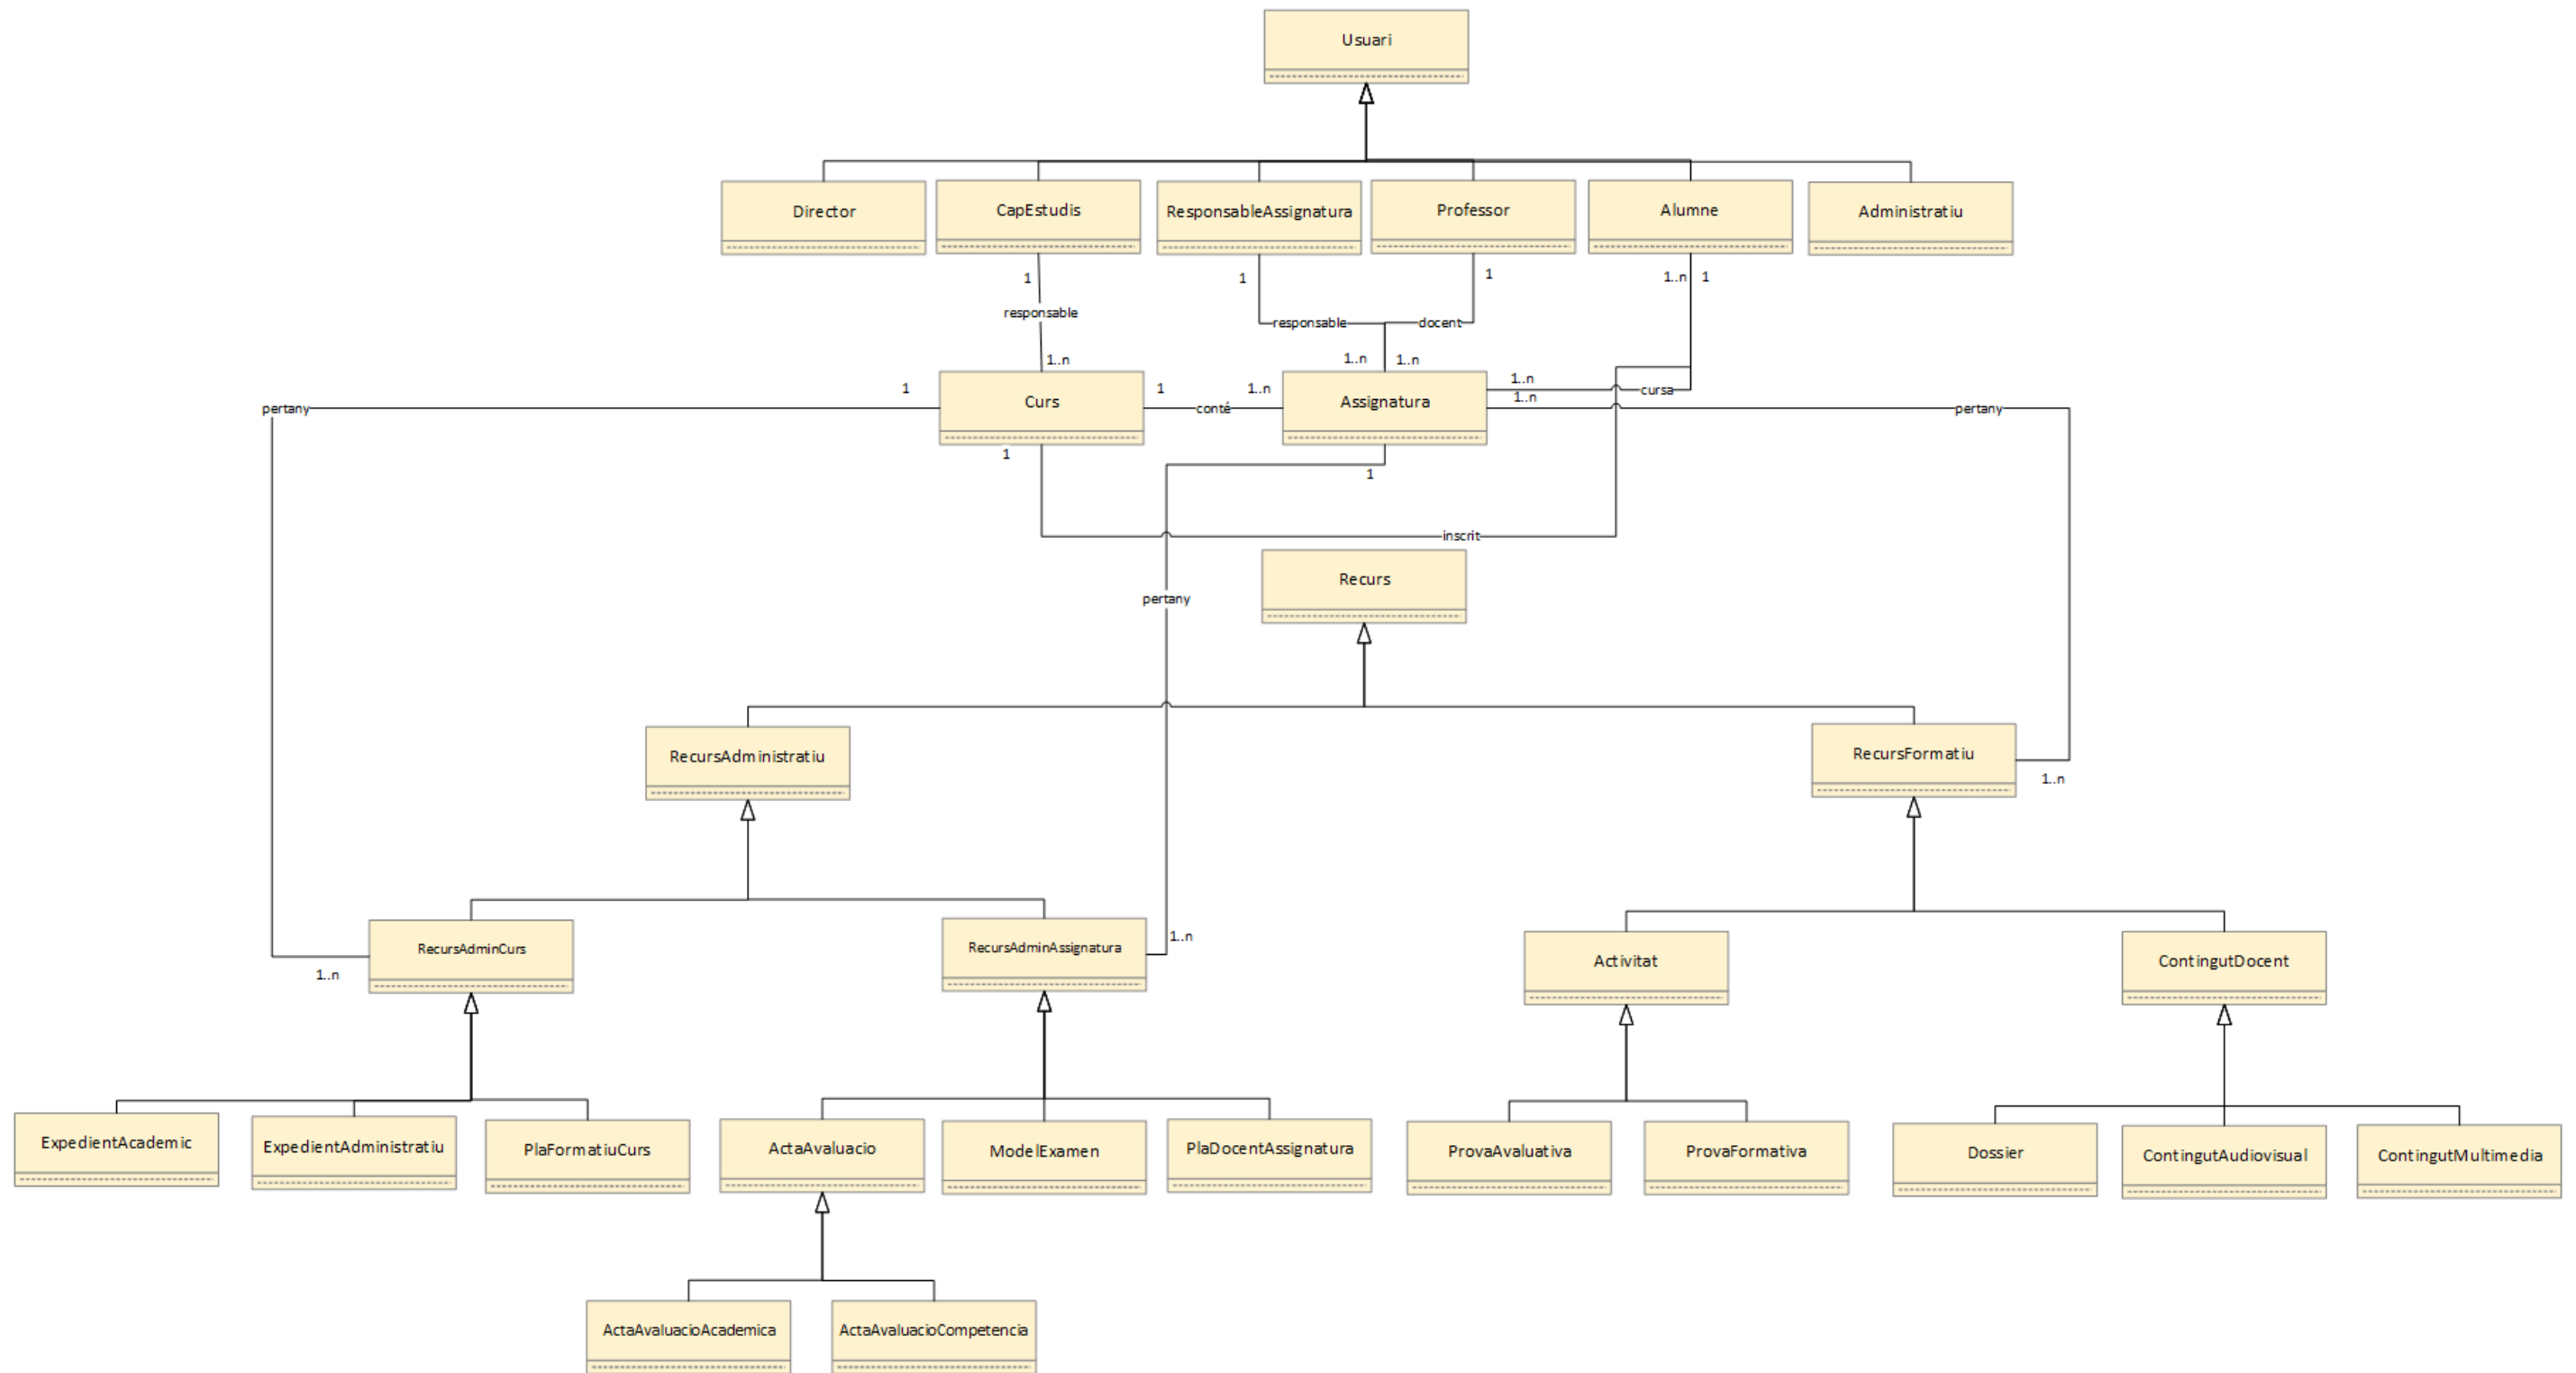 Usuari
Director
CapEstudis
ResponsableAssignatura
Professor
Alumne
Administratiu
1
1
1
1..n
1
responsable
responsable
docent
1..n
1..n
1..n
1
1
1..n
1..n
cursa
1..n
pertany
Curs
conté
Assignatura
pertany
1
1
inscrit
Recurs
pertany
RecursAdministratiu
RecursFormatiu
1..n
RecursAdminCurs
RecursAdminAssignatura
1..n
Activitat
ContingutDocent
1..n
ExpedientAcademic
ExpedientAdministratiu
PlaFormatiuCurs
ActaAvaluacio
ModelExamen
PlaDocentAssignatura
ProvaAvaluativa
ProvaFormativa
Dossier
ContingutAudiovisual
ContingutMultimedia
ActaAvaluacioAcademica
ActaAvaluacioCompetencia